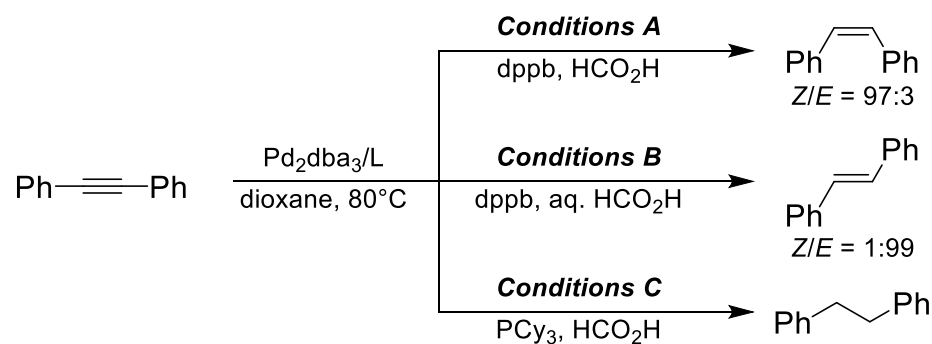 Conditions A
dppb, HCO₂H
Ph Ph
Z/E = 97:3
Ph Ph
Pd₂dba₃/L
dioxane, 80°C
Conditions B
dppb, aq. HCO₂H
Ph
Ph
Z/E = 1:99
Conditions C
PCy₃, HCO₂H
Ph
Ph